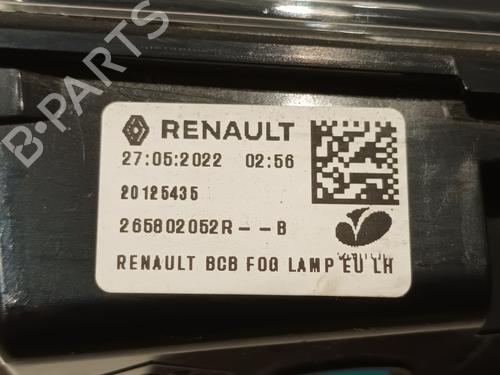 B-PARTS
RENAULT
27:05:2022 02:56
20125435
265802052R--B
RENAULT BCB FOG LAMP EU LH